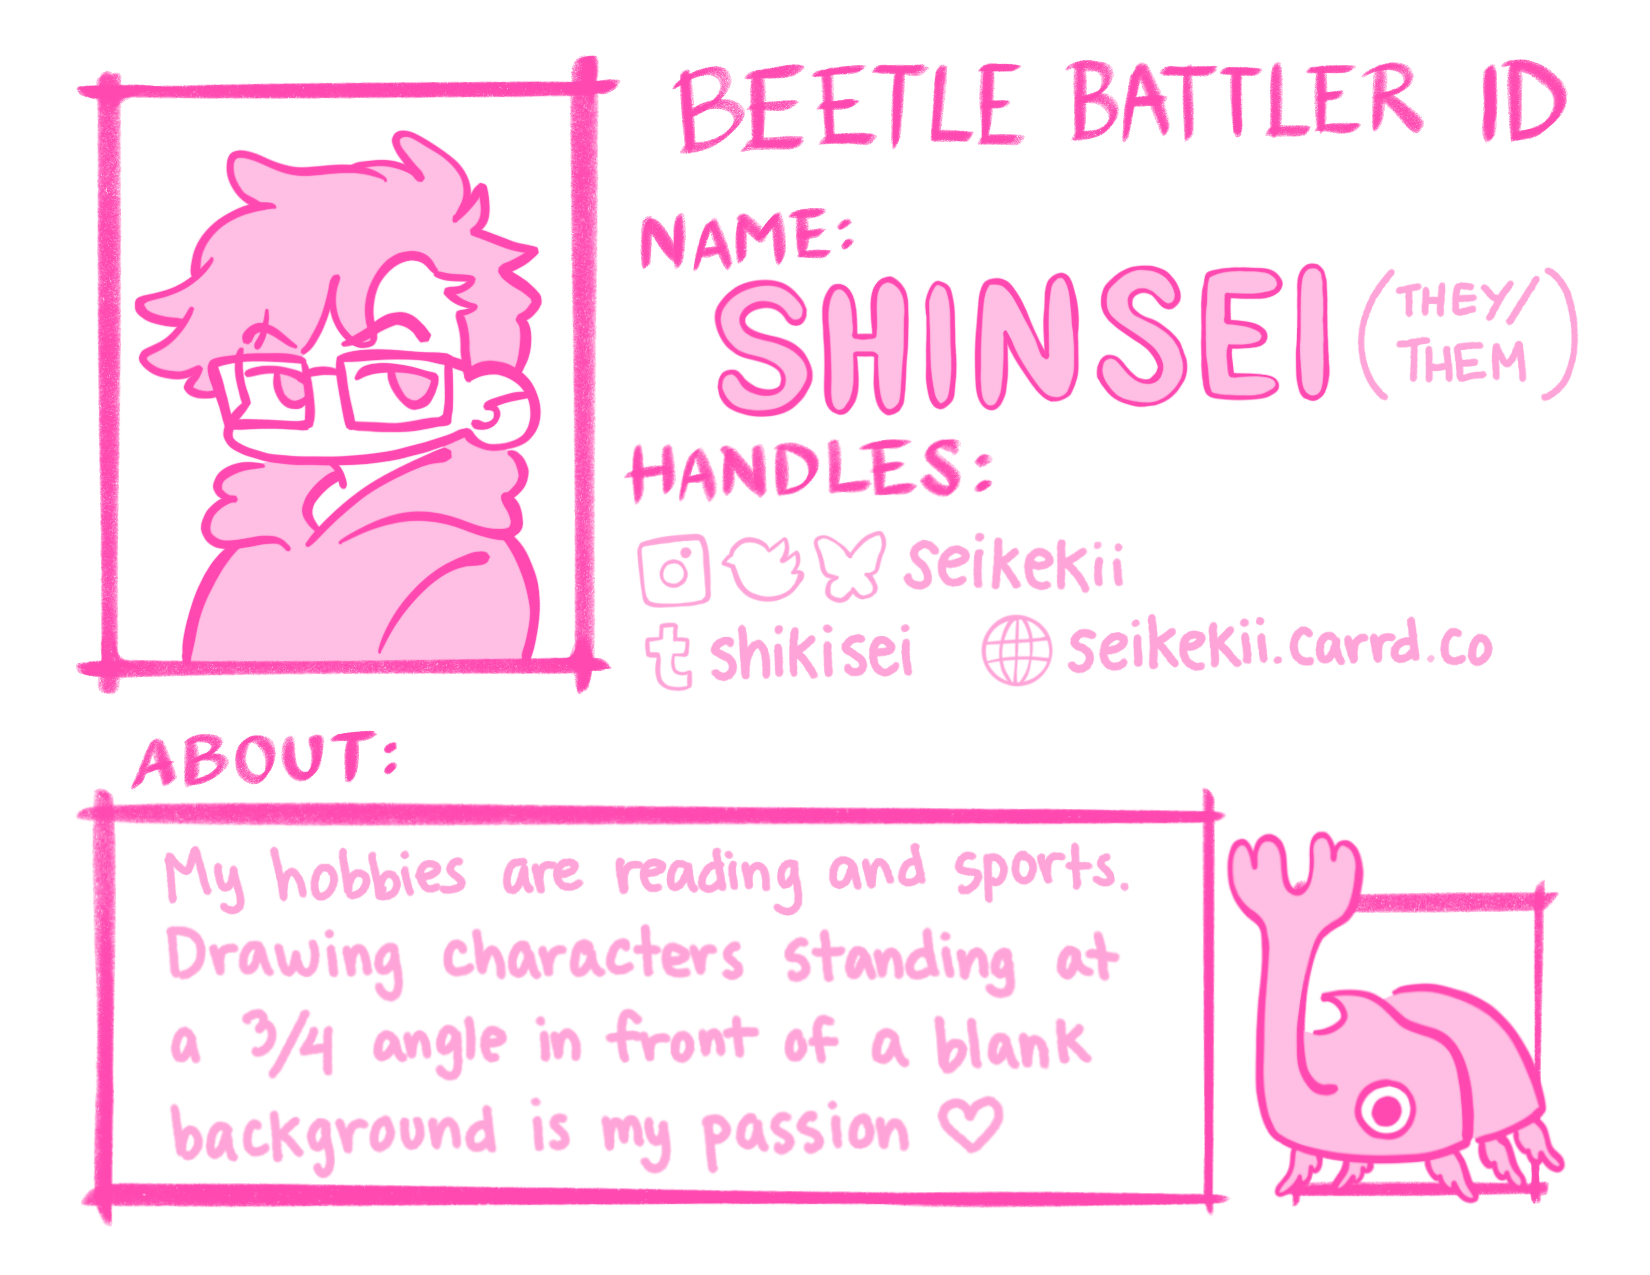 BEETLE BATTLER ID
NAME:
SHINSEI (THEY/
THEM)
HANDLES:
seikekii
t shikisei seikekii.carrd.co
ABOUT:
My hobbies are reading and sports.
Drawing characters standing at
a 3/4 angle in front of a blank
background is my passion ♡